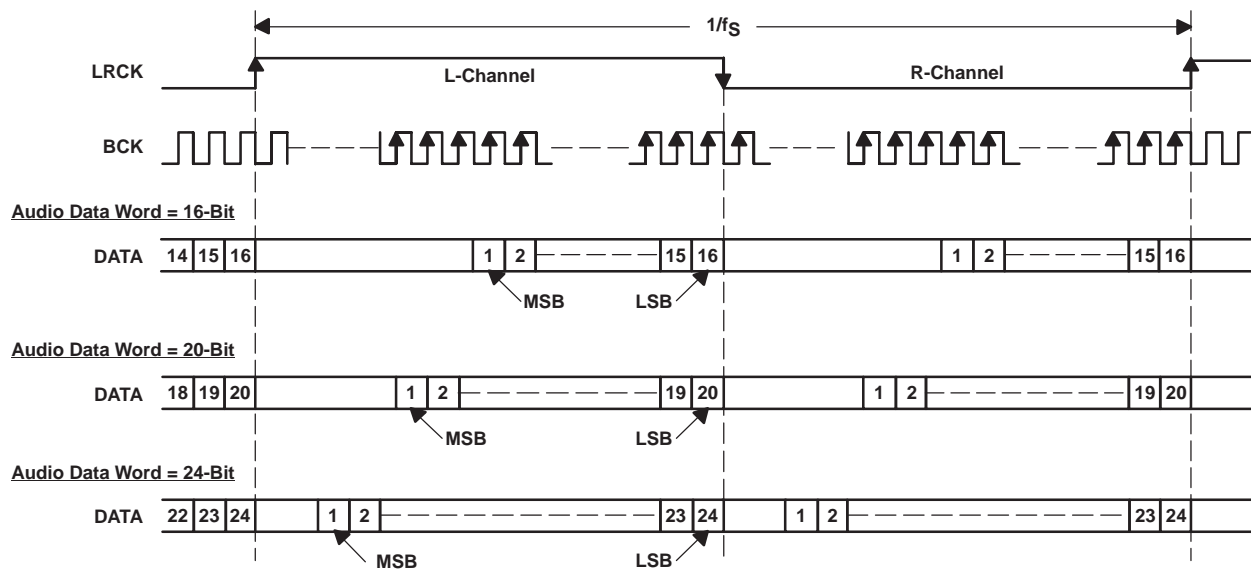 1/fS
LRCK L-Channel R-Channel
BCK
Audio Data Word = 16-Bit
DATA 14 15 16 1 2 15 16 1 2 15 16
MSB LSB
Audio Data Word = 20-Bit
DATA 18 19 20 1 2 19 20 1 2 19 20
MSB LSB
Audio Data Word = 24-Bit
DATA 22 23 24 1 2 23 24 1 2 23 24
MSB LSB